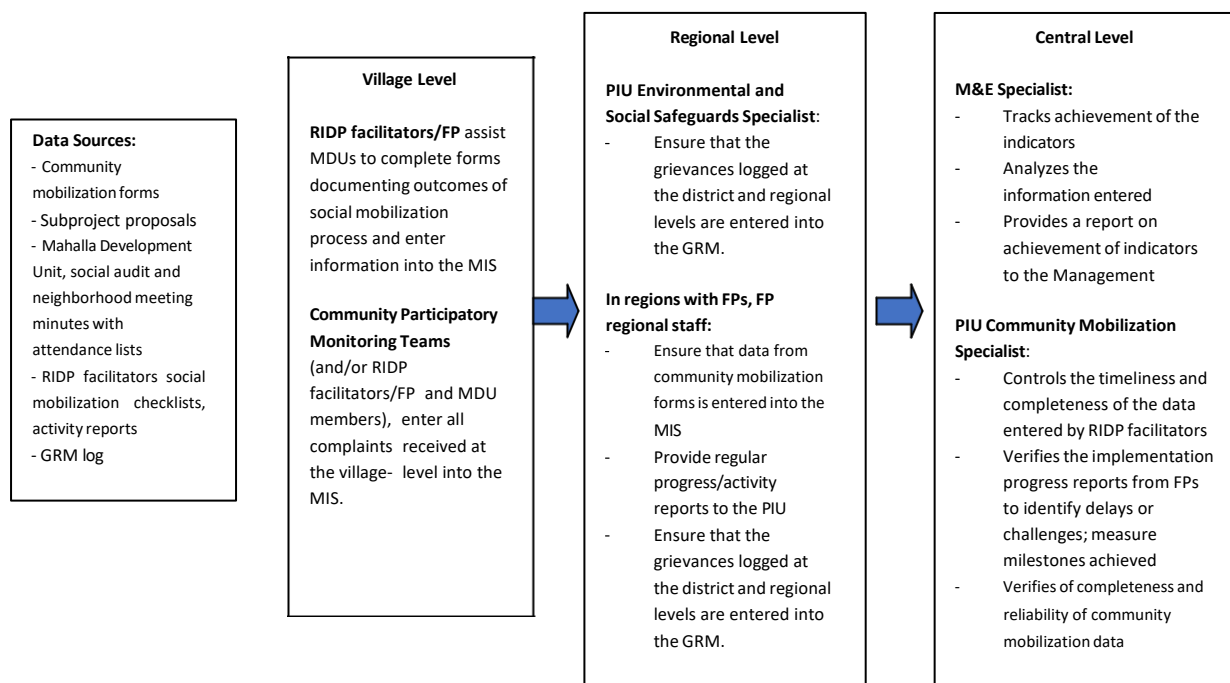 Data Sources:
- Community
mobilization forms
- Subproject proposals
- Mahalla Development
Unit, social audit and
neighborhood meeting
minutes with
attendance lists
- RIDP facilitators social
mobilization checklists,
activity reports
- GRM log
Village Level
RIDP facilitators/FP assist
MDUs to complete forms
documenting outcomes of
social mobilization
process and enter
information into the MIS
Community Participatory
Monitoring Teams
(and/or RIDP
facilitators/FP and MDU
members), enter all
complaints received at
the village- level into the
MIS.
Regional Level
PIU Environmental and
Social Safeguards Specialist:
- Ensure that the
grievances logged at
the district and regional
levels are entered into
the GRM.
In regions with FPs, FP
regional staff:
- Ensure that data from
community mobilization
forms is entered into the
MIS
- Provide regular
progress/activity
reports to the PIU
- Ensure that the
grievances logged at
the district and regional
levels are entered into
the GRM.
Central Level
M&E Specialist:
- Tracks achievement of the
indicators
- Analyzes the
information entered
- Provides a report on
achievement of indicators
to the Management
PIU Community Mobilization
Specialist:
- Controls the timeliness and
completeness of the data
entered by RIDP facilitators
- Verifies the implementation
progress reports from FPs
to identify delays or
challenges; measure
milestones achieved
- Verifies of completeness and
reliability of community
mobilization data